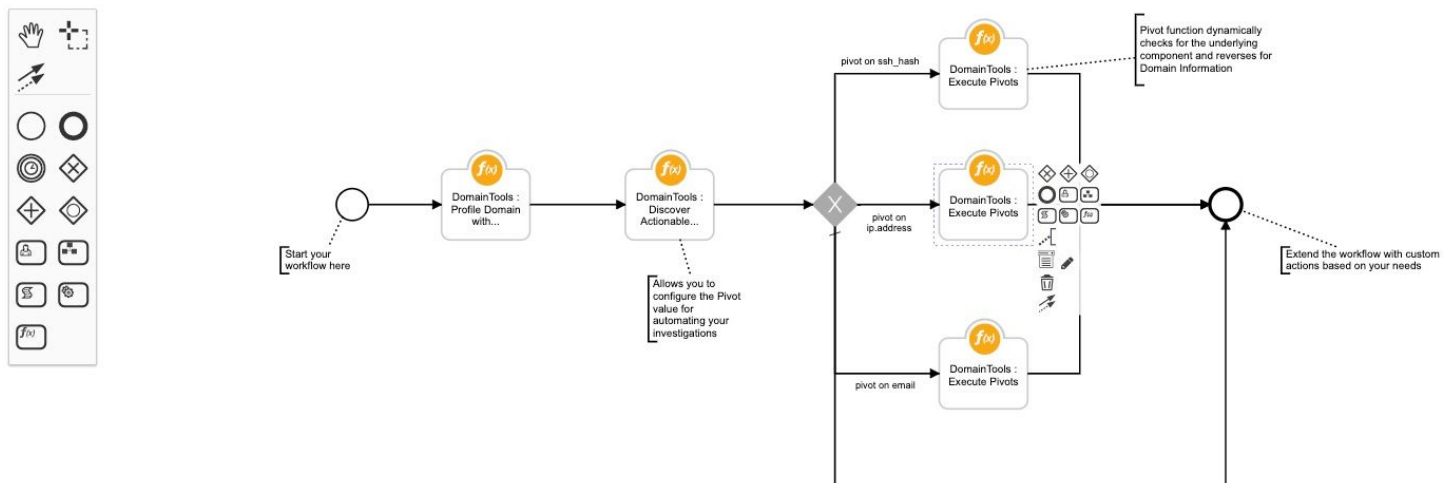 f(x)
Pivot function dynamically
checks for the underlying
component and reverses for
Domain Information
pivot on ssh_hash
DomainTools :
Execute Pivots
f(x)
DomainTools :
Profile Domain
with...
f(x)
DomainTools :
Discover
Actionable...
f(x)
DomainTools :
Execute Pivots
pivot on
ip.address
Start your
workflow here
Extend the workflow with custom
actions based on your needs
Allows you to
configure the Pivot
value for
automating your
investigations
f(x)
f(x)
f(x)
DomainTools :
Execute Pivots
pivot on email